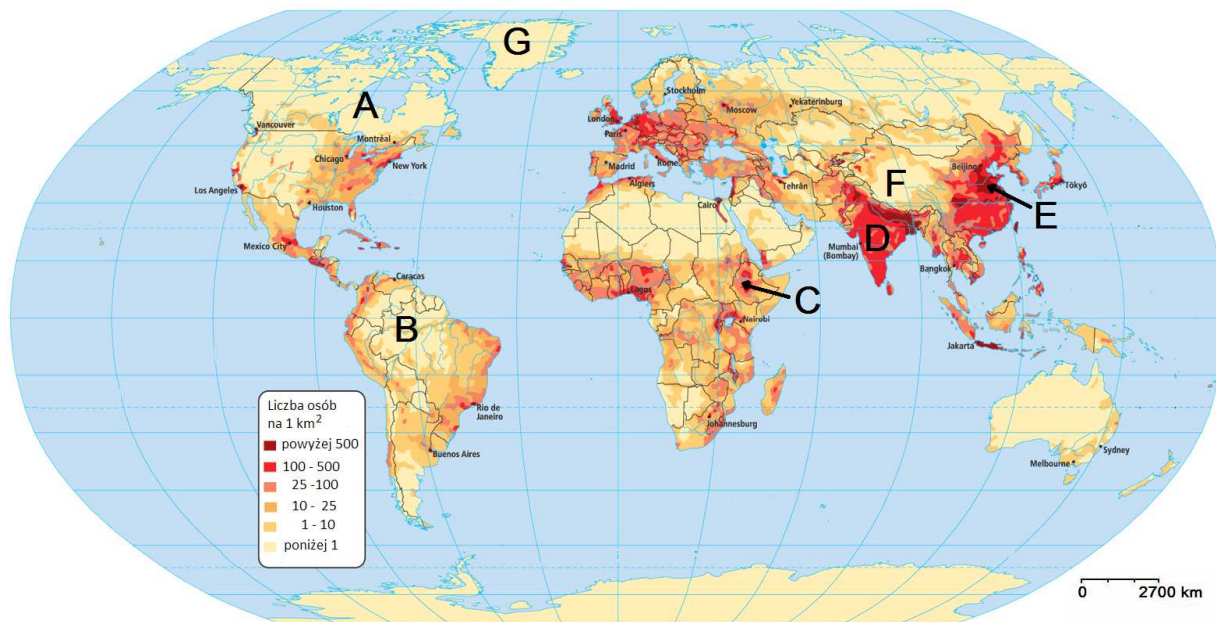 G
A
Stockholm
Moscow
Yekaterinburg
London
Paris
Vancouver
Montréal
Chicago
New York
Rome
Madrid
Beijing
Los Angeles
Algiers
Tehrān
F
Tōkyō
Houston
Cairo
E
D
Mexico City
Mumbai
(Bombay)
Bangkok
Caracas
Lagos
C
B
Nairobi
Jakarta
Liczba osób
na 1 km²
powyżej 500
100 - 500
25 -100
10 - 25
1 - 10
poniżej 1
Rio de
Janeiro
Johannesburg
Buenos Aires
Sydney
Melbourne
0 2700 km